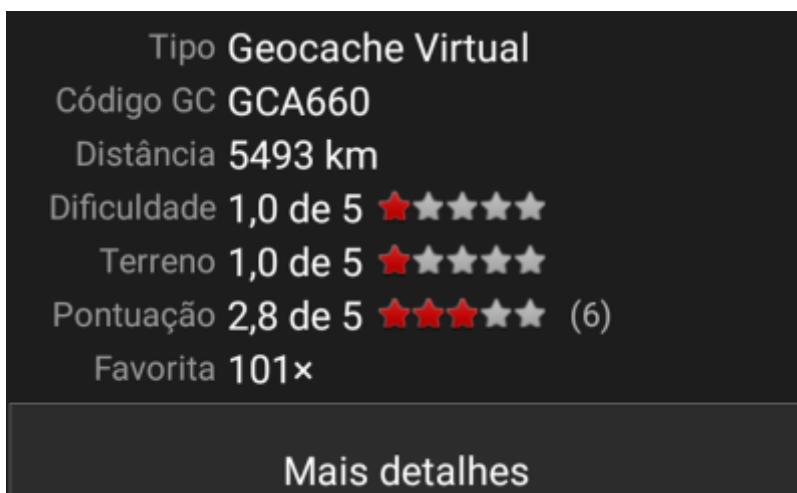 Tipo Geocache Virtual
Código GC GCA660
Distância 5493 km
Dificuldade 1,0 de 5
Terreno 1,0 de 5
Pontuação 2,8 de 5 (6)
Favorita 101×
Mais detalhes